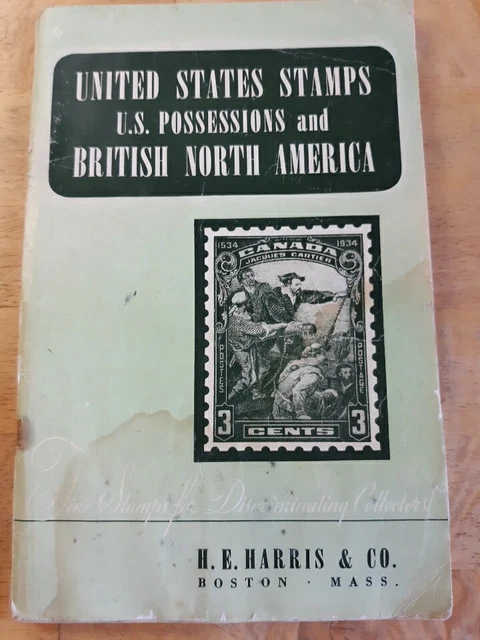 UNITED STATES STAMPS
U.S. POSSESSIONS and
BRITISH NORTH AMERICA
1534 1934
CANADA
JACQUES CARTIER
POSTES POSTAGE
3 3
CENTS
Fine Stamps for Discriminating Collectors
H. E. HARRIS & CO.
BOSTON · MASS.